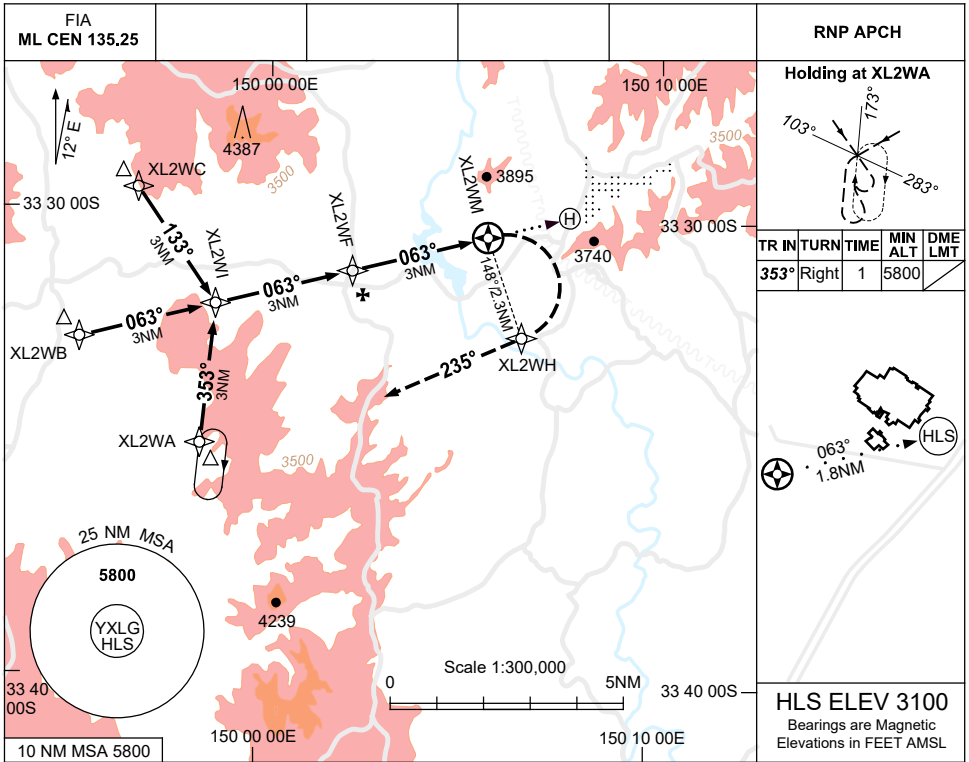 FIA
ML CEN 135.25
RNP APCH
150 00 00E
150 10 00E
12° E
4387
3500
XL2WC
33 30 00S
133°
3NM
XL2WI
XL2WF
XL2WM
3895
3500
H
33 30 00S
3740
063°
3NM
063°
3NM
063°
3NM
XL2WB
148°/2.3NM
XL2WH
235°
353°
3NM
XL2WA
3500
25 NM MSA
5800
YXLG
HLS
4239
Scale 1:300,000
0
5NM
33 40
00S
33 40 00S
150 00 00E
150 10 00E
10 NM MSA 5800
Holding at XL2WA
173°
103°
283°
TR IN TURN TIME MIN ALT DME LMT
353° Right 1 5800
HLS
063°
1.8NM
HLS ELEV 3100
Bearings are Magnetic
Elevations in FEET AMSL